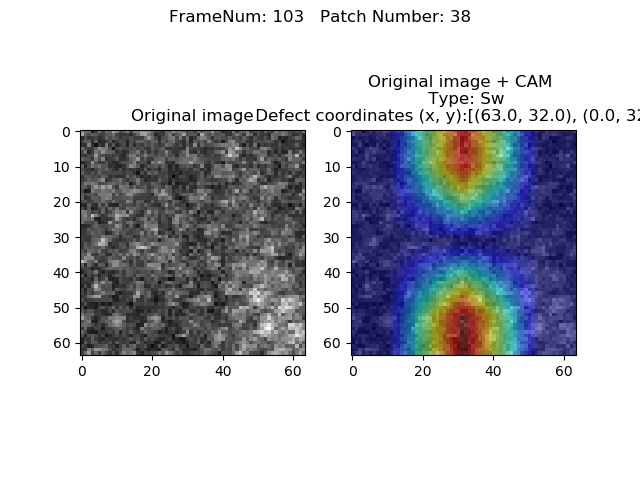 FrameNum: 103   Patch Number: 38
Original image + CAM
Type: Sw
Original image
Defect coordinates (x, y):[(63.0, 32.0), (0.0, 32
0
10
20
30
40
50
60
0 20 40 60
0
10
20
30
40
50
60
0 20 40 60